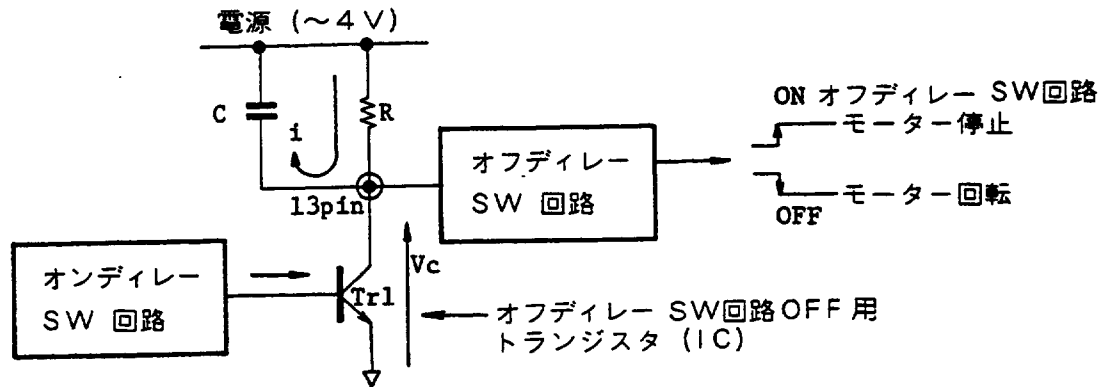 電源 (〜4V)
C
R
i
13pin
オフディレー
SW 回路
ON オフディレー SW回路
モーター停止
モーター回転
OFF
オンディレー
SW 回路
Tr1
Vc
オフディレー SW回路OFF用
トランジスタ (IC)